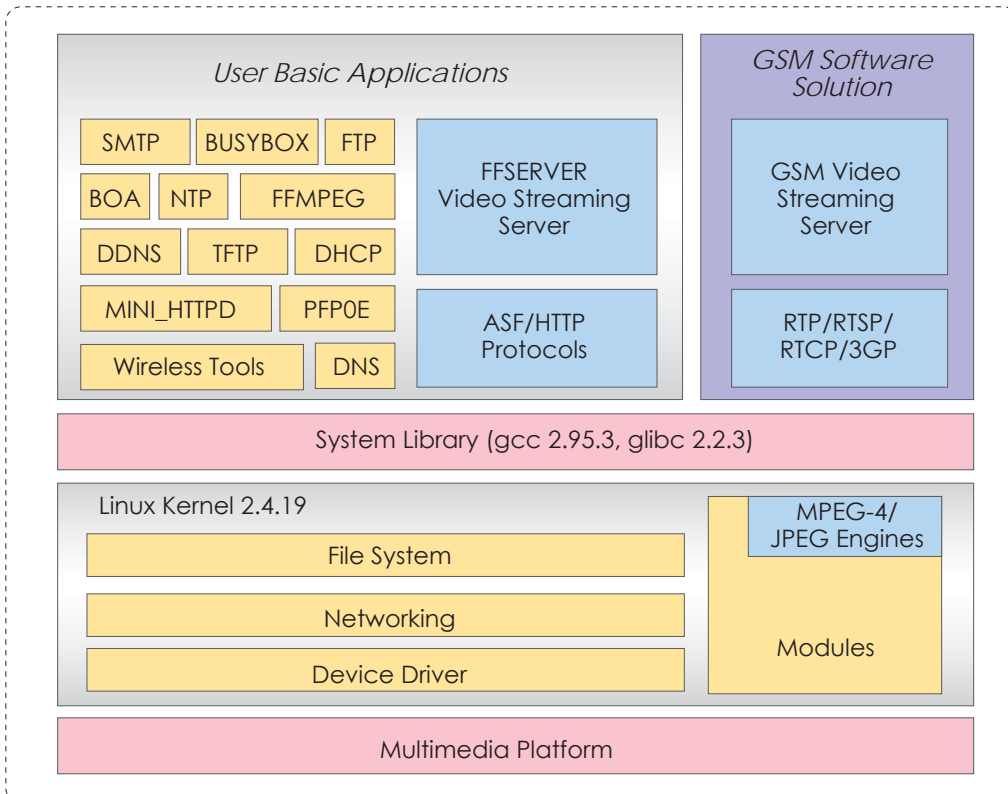 User Basic Applications
SMTP
BUSYBOX
FTP
BOA
NTP
FFMPEG
DDNS
TFTP
DHCP
MINI_HTTPD
PFP0E
Wireless Tools
DNS
FFSERVER
Video Streaming
Server
ASF/HTTP
Protocols
GSM Software
Solution
GSM Video
Streaming
Server
RTP/RTSP/
RTCP/3GP
System Library (gcc 2.95.3, glibc 2.2.3)
Linux Kernel 2.4.19
File System
Networking
Device Driver
MPEG-4/
JPEG Engines
Modules
Multimedia Platform